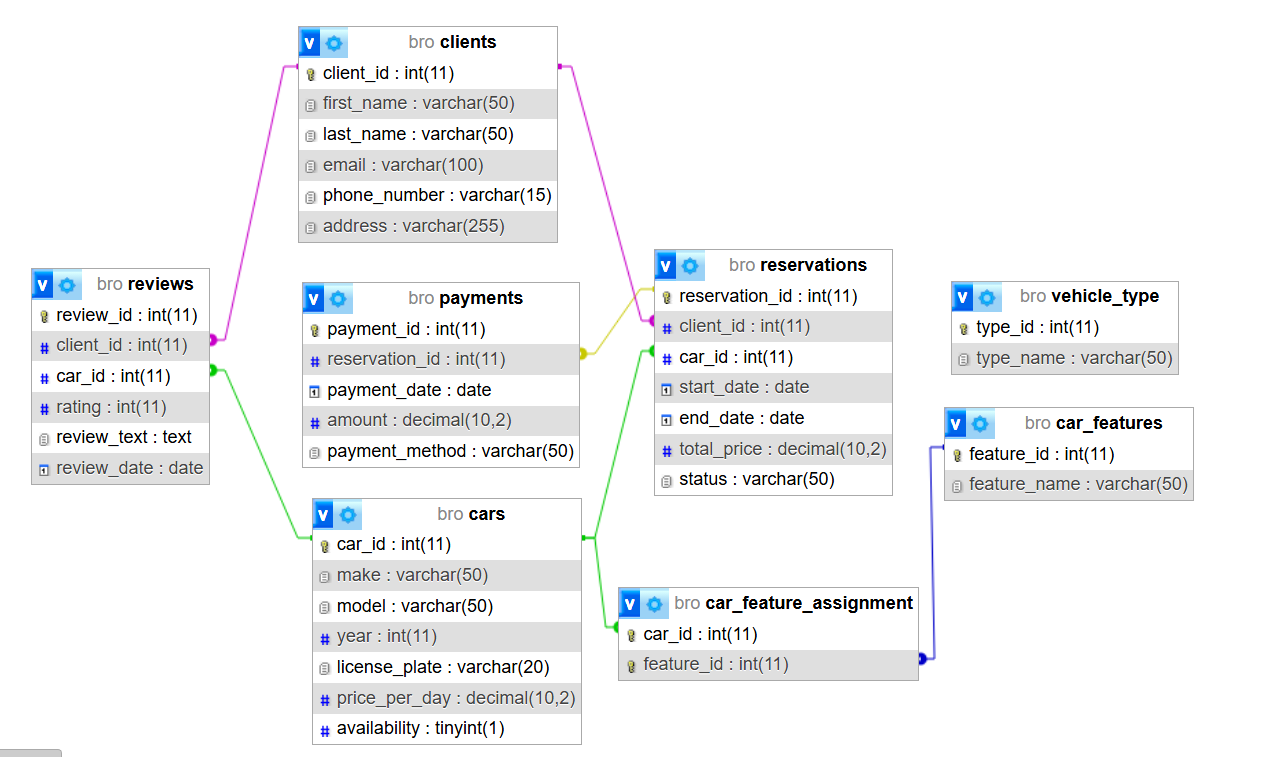 v bro clients
client_id : int(11)
first_name : varchar(50)
last_name : varchar(50)
email : varchar(100)
phone_number : varchar(15)
address : varchar(255)
v bro reviews
review_id : int(11)
client_id : int(11)
car_id : int(11)
rating : int(11)
review_text : text
review_date : date
v bro payments
payment_id : int(11)
reservation_id : int(11)
payment_date : date
amount : decimal(10,2)
payment_method : varchar(50)
v bro reservations
reservation_id : int(11)
client_id : int(11)
car_id : int(11)
start_date : date
end_date : date
total_price : decimal(10,2)
status : varchar(50)
v bro vehicle_type
type_id : int(11)
type_name : varchar(50)
v bro car_features
feature_id : int(11)
feature_name : varchar(50)
v bro cars
car_id : int(11)
make : varchar(50)
model : varchar(50)
year : int(11)
license_plate : varchar(20)
price_per_day : decimal(10,2)
availability : tinyint(1)
v bro car_feature_assignment
car_id : int(11)
feature_id : int(11)